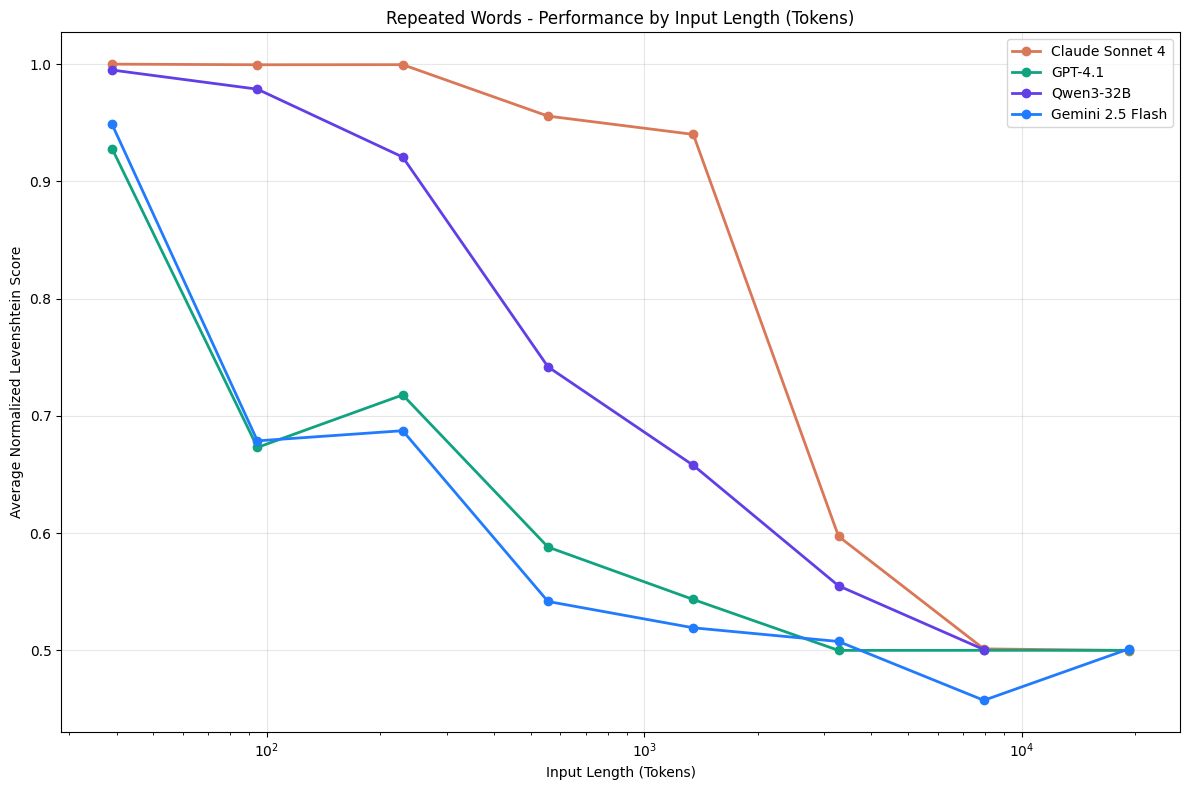 Repeated Words - Performance by Input Length (Tokens)
Claude Sonnet 4
GPT-4.1
Qwen3-32B
Gemini 2.5 Flash
Average Normalized Levenshtein Score
1.0
0.9
0.8
0.7
0.6
0.5
10²
10³
10⁴
Input Length (Tokens)